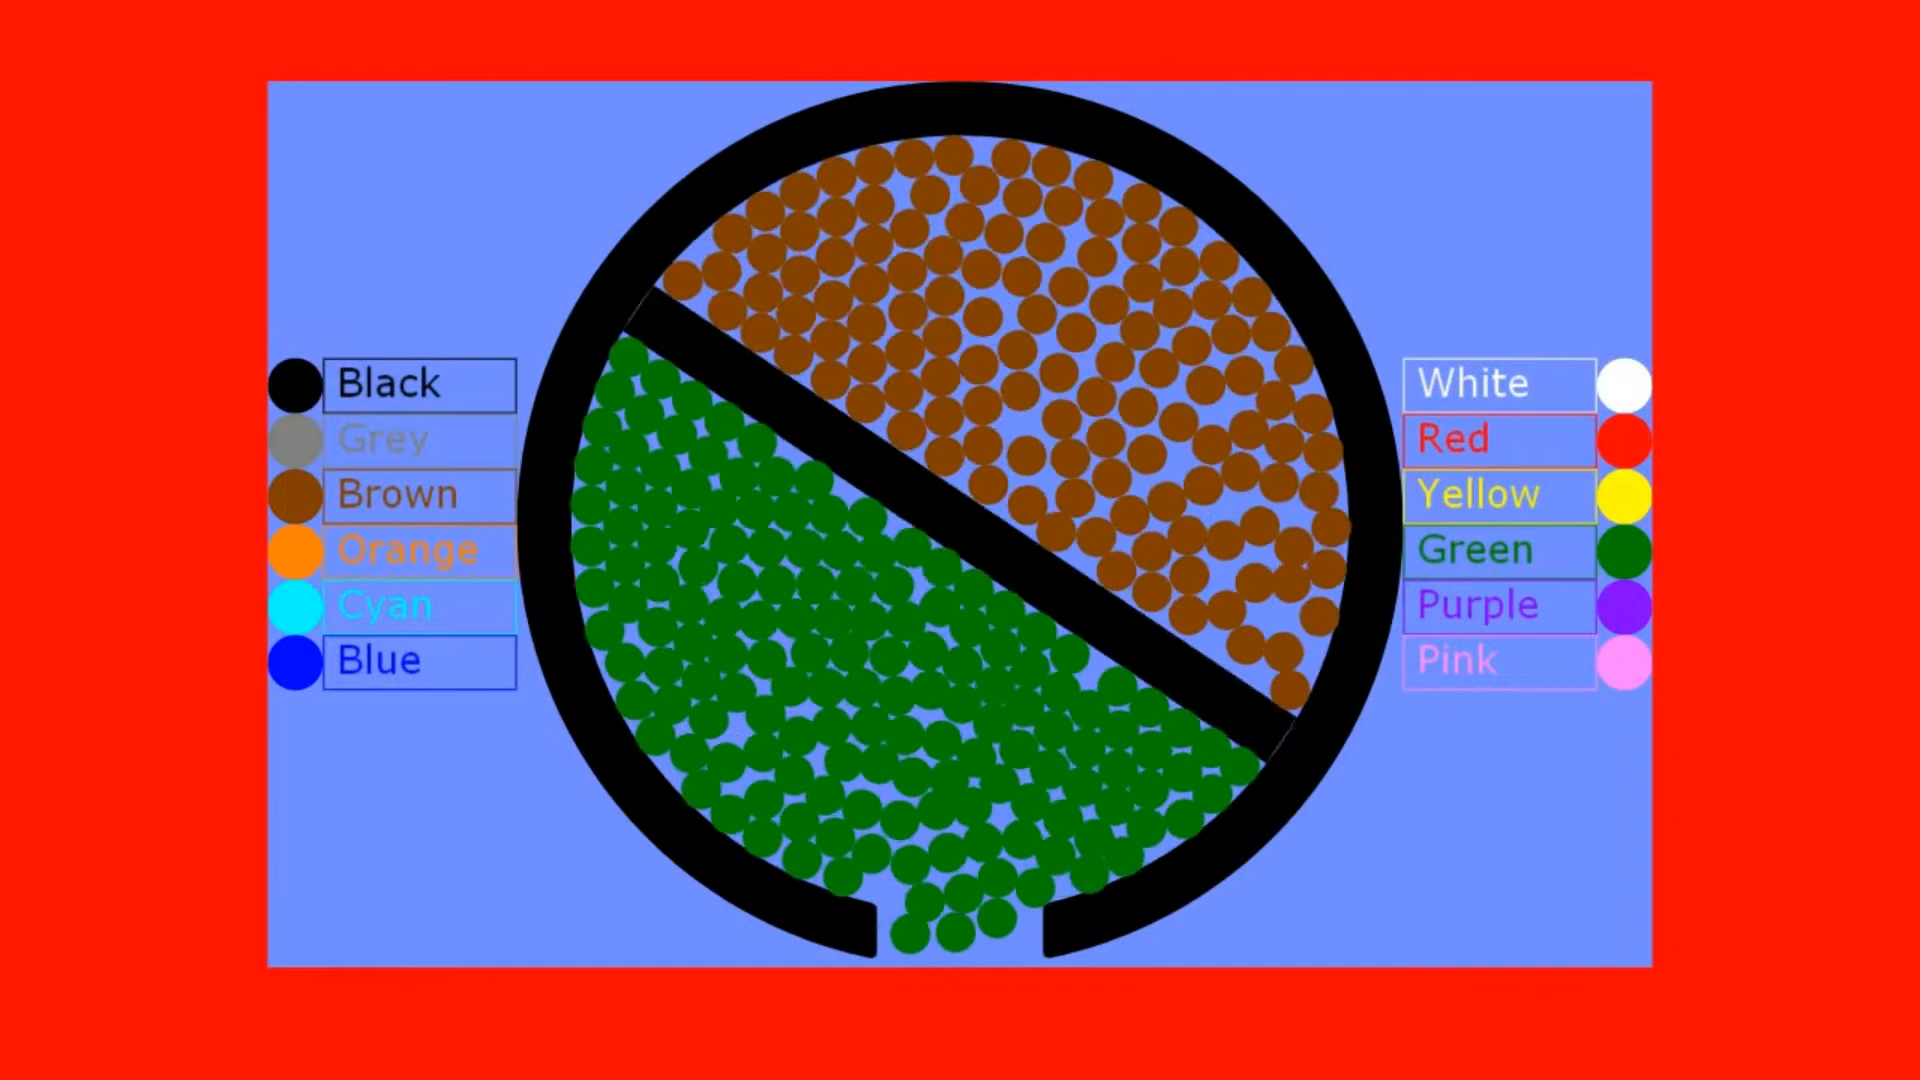 Black
Grey
Brown
Orange
Cyan
Blue
White
Red
Yellow
Green
Purple
Pink